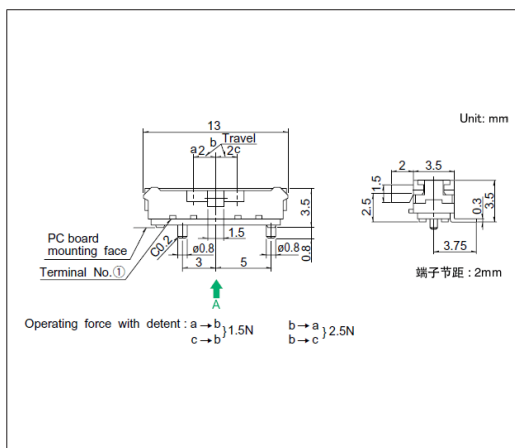 13
Unit: mm
Travel
b
a 2 2 c
2 3.5
1.5
2.5
3.5
0.3
3.5
PC board
mounting face
1.5
C0.2
ø0.8
ø0.8
0.8
3.75
Terminal No.①
3 5
端子节距:2mm
A
Operating force with detent : a→b }1.5N b→a }2.5N
c→b b→c